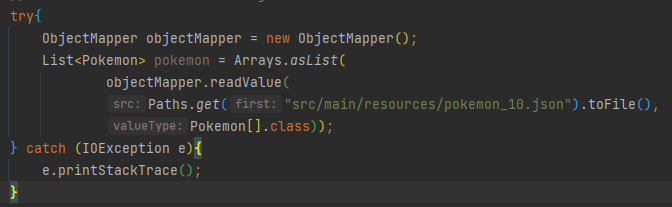 try{
ObjectMapper objectMapper = new ObjectMapper();
List<Pokemon> pokemon = Arrays.asList(
objectMapper.readValue(
src: Paths.get( first: "src/main/resources/pokemon_10.json").toFile(),
valueType: Pokemon[].class));
} catch (IOException e){
e.printStackTrace();
}